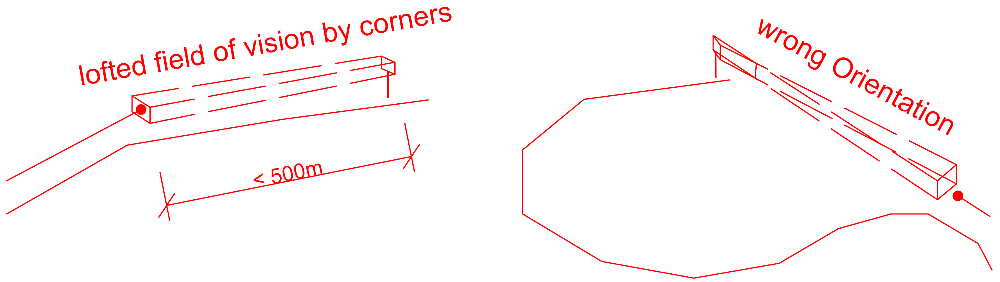 lofted field of vision by corners
< 500m
wrong Orientation